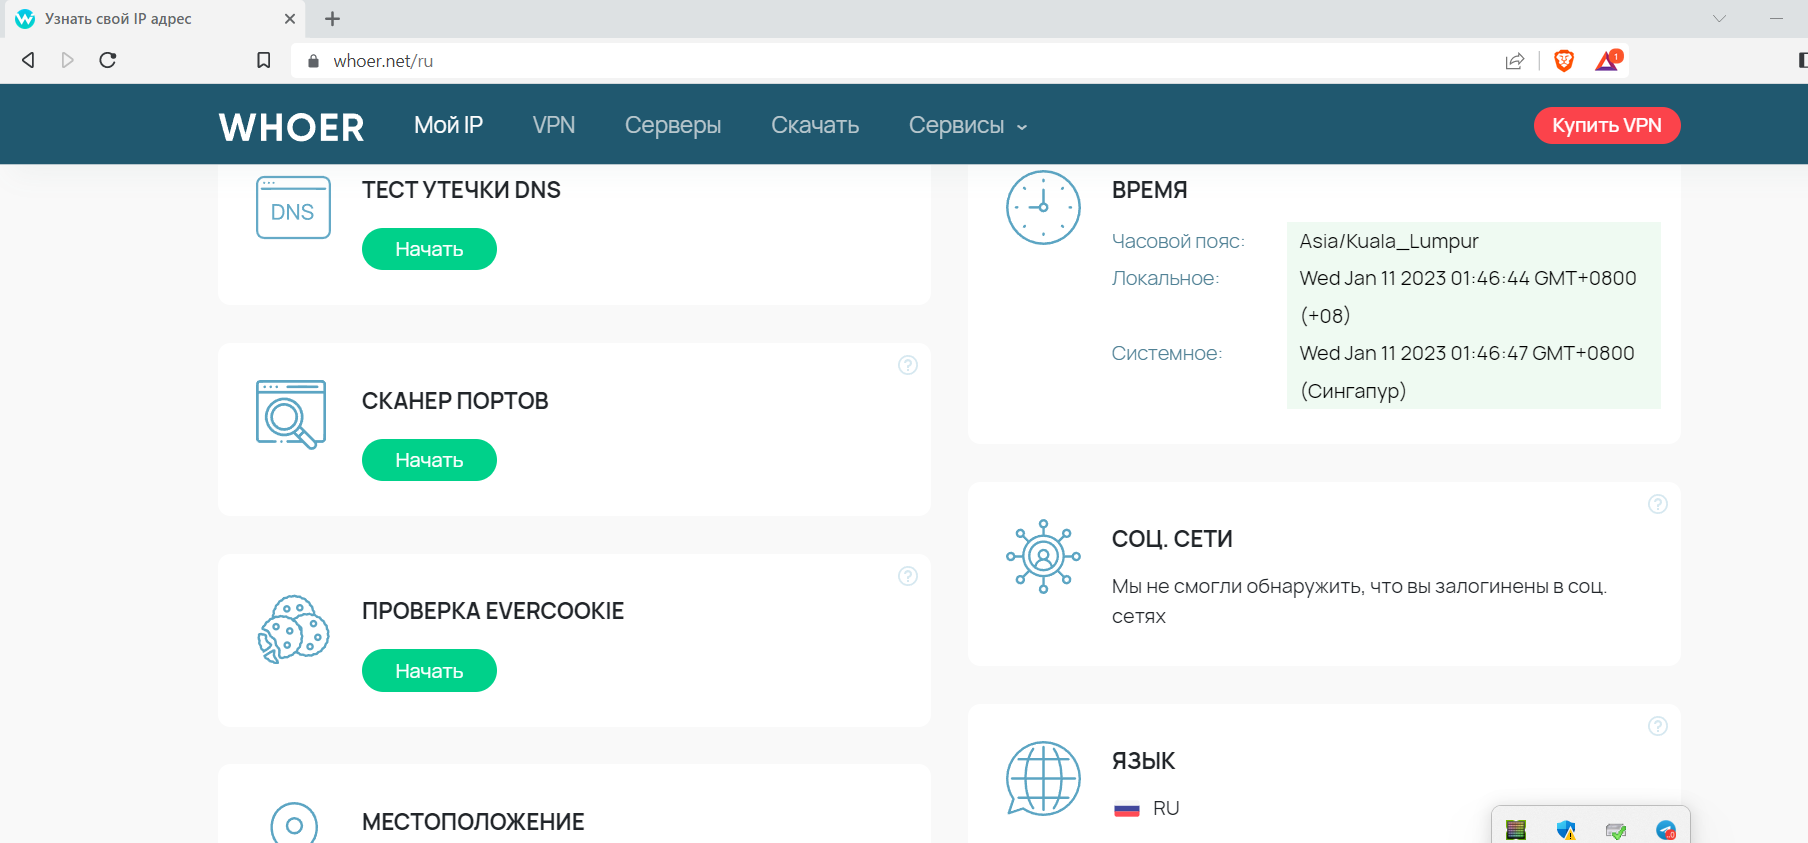 Узнать свой IP адрес
whoer.net/ru
1
WHOER
Мой IP
VPN
Серверы
Скачать
Сервисы
Купить VPN
DNS
ТЕСТ УТЕЧКИ DNS
Начать
СКАНЕР ПОРТОВ
Начать
ПРОВЕРКА EVERCOOKIE
Начать
МЕСТОПОЛОЖЕНИЕ
ВРЕМЯ
Часовой пояс: Asia/Kuala_Lumpur
Локальное: Wed Jan 11 2023 01:46:44 GMT+0800
(+08)
Системное: Wed Jan 11 2023 01:46:47 GMT+0800
(Сингапур)
?
?
?
СОЦ. СЕТИ
Мы не смогли обнаружить, что вы залогинены в соц.
сетях
?
ЯЗЫК
RU